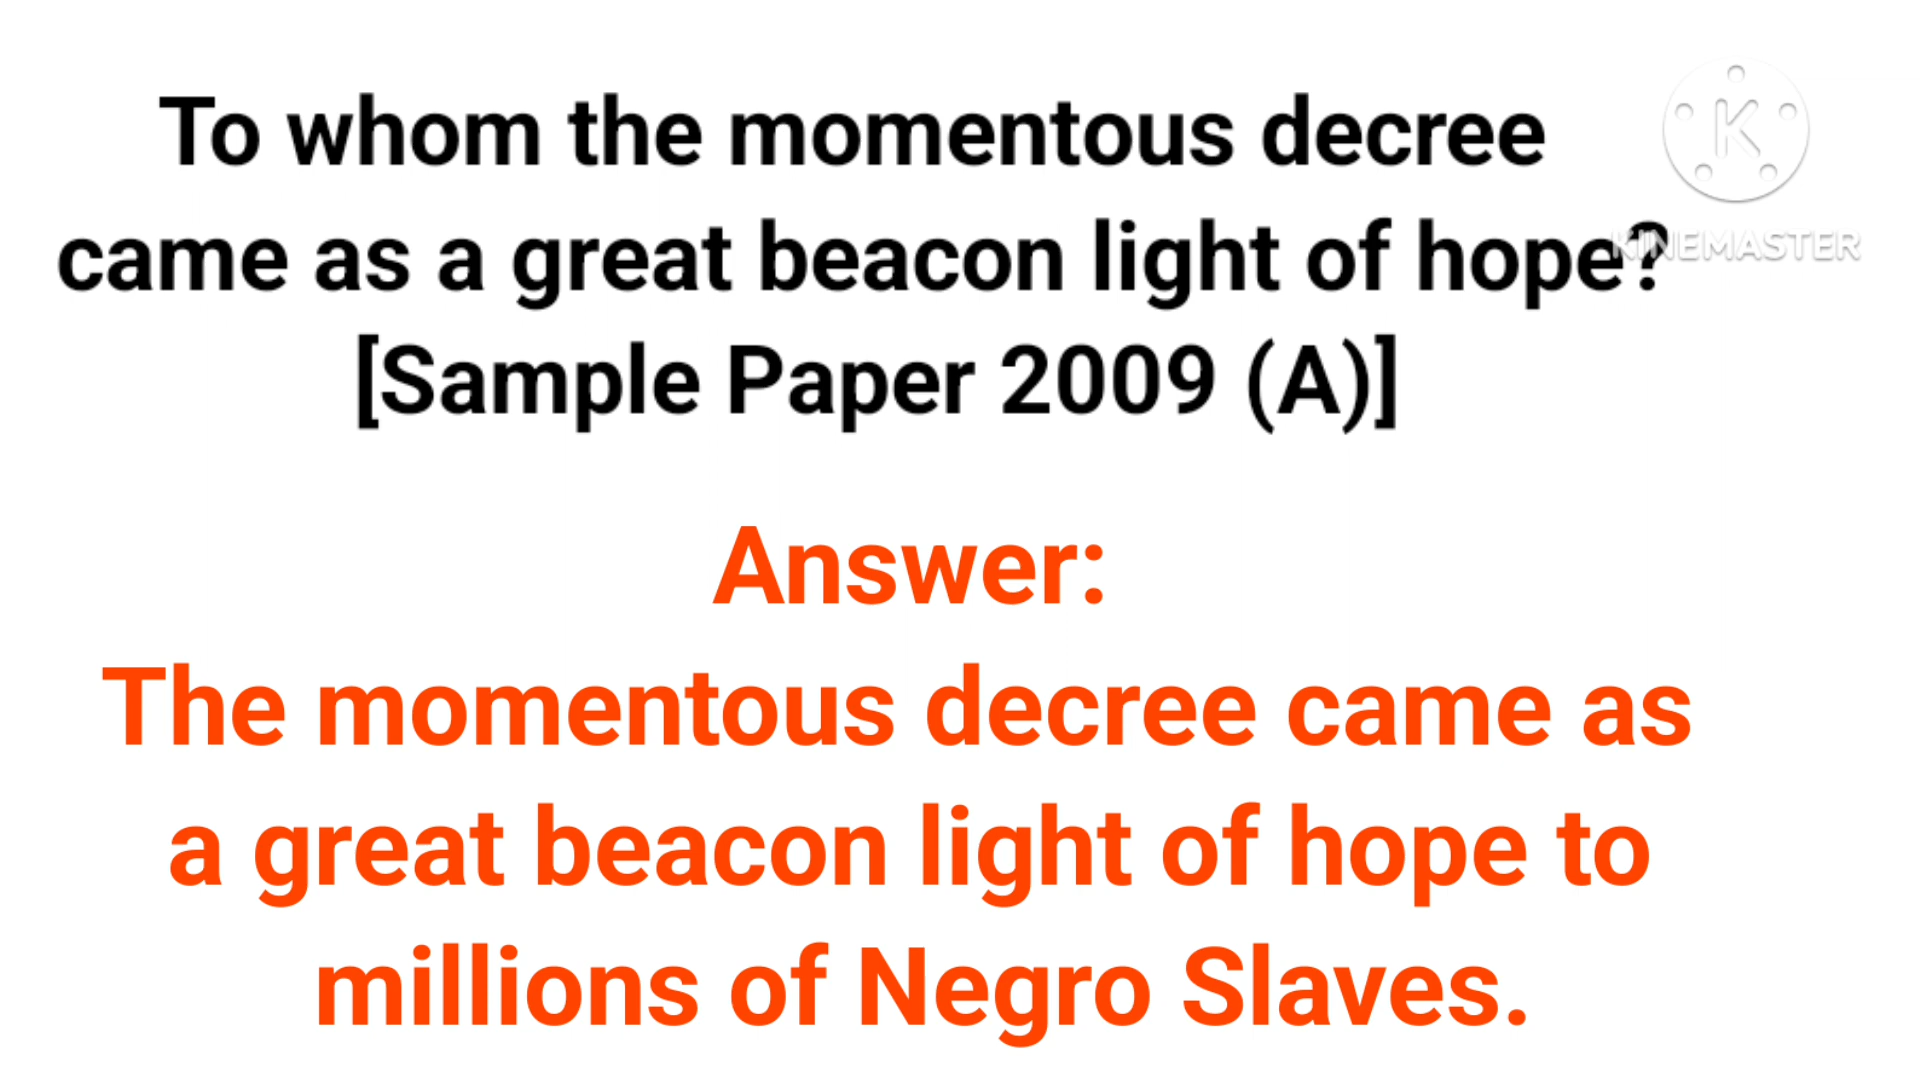 To whom the momentous decree
came as a great beacon light of hope?
[Sample Paper 2009 (A)]
K
KINEMASTER
Answer:
The momentous decree came as
a great beacon light of hope to
millions of Negro Slaves.